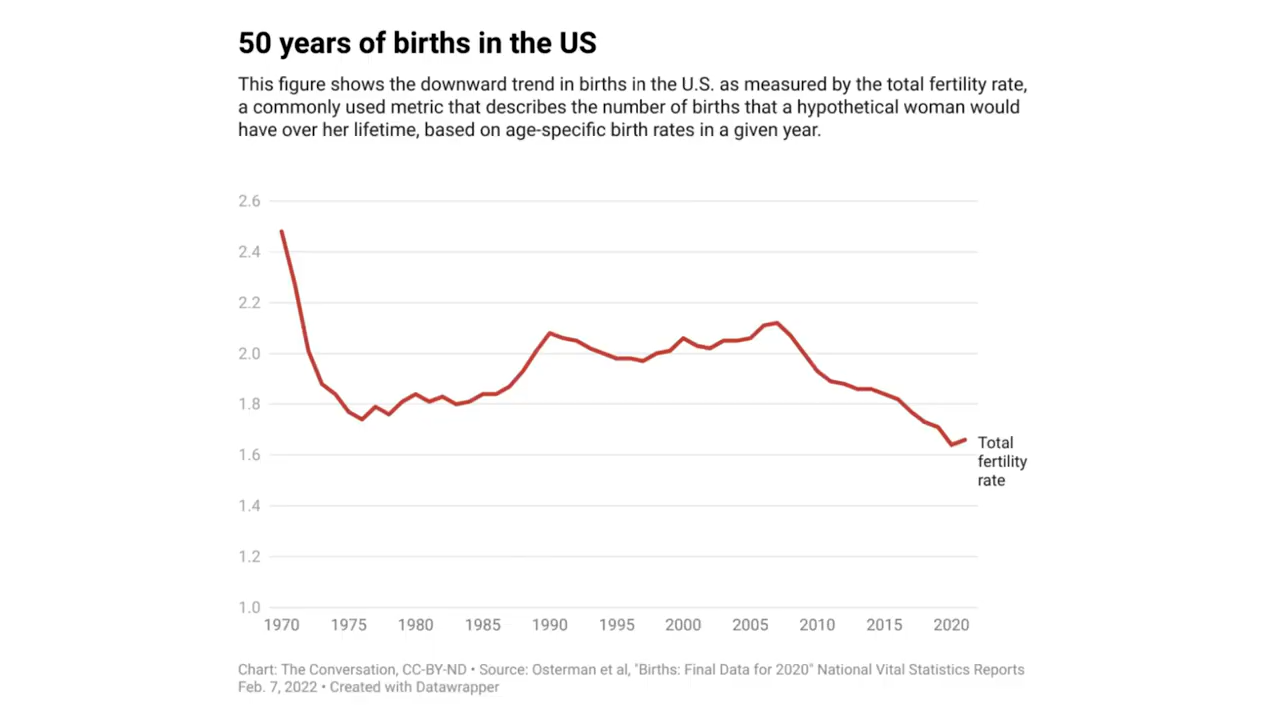 50 years of births in the US
This figure shows the downward trend in births in the U.S. as measured by the total fertility rate,
a commonly used metric that describes the number of births that a hypothetical woman would
have over her lifetime, based on age-specific birth rates in a given year.
2.6
2.4
2.2
2.0
1.8
1.6
1.4
1.2
1.0
Total
fertility
rate
1970 1975 1980 1985 1990 1995 2000 2005 2010 2015 2020
Chart: The Conversation, CC-BY-ND • Source: Osterman et al, "Births: Final Data for 2020" National Vital Statistics Reports
Feb. 7, 2022 • Created with Datawrapper